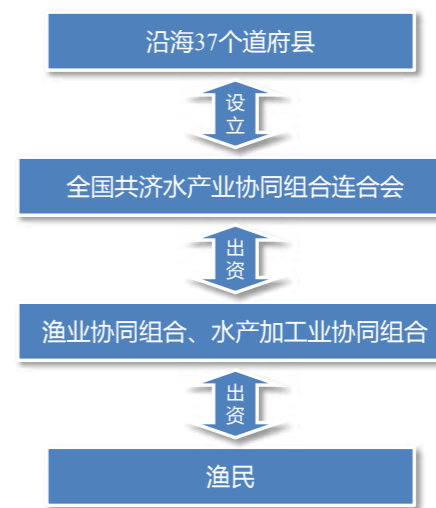 沿海37个道府县
设
立
全国共济水产业协同组合连合会
出
资
渔业协同组合、水产加工业协同组合
出
资
渔民